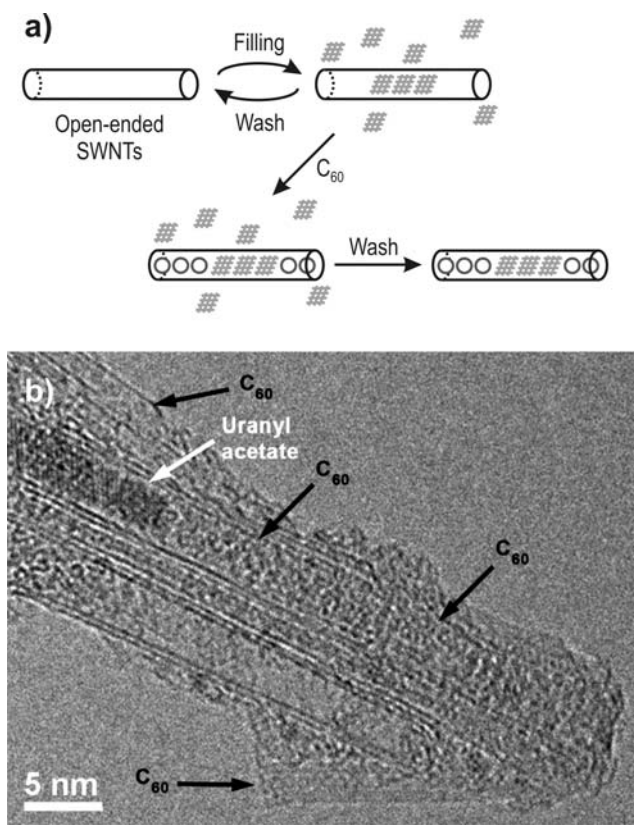 a)
Filling
Wash
Open-ended
SWNTs
C60
Wash
b)
C60
Uranyl
acetate
C60
C60
C60
5 nm